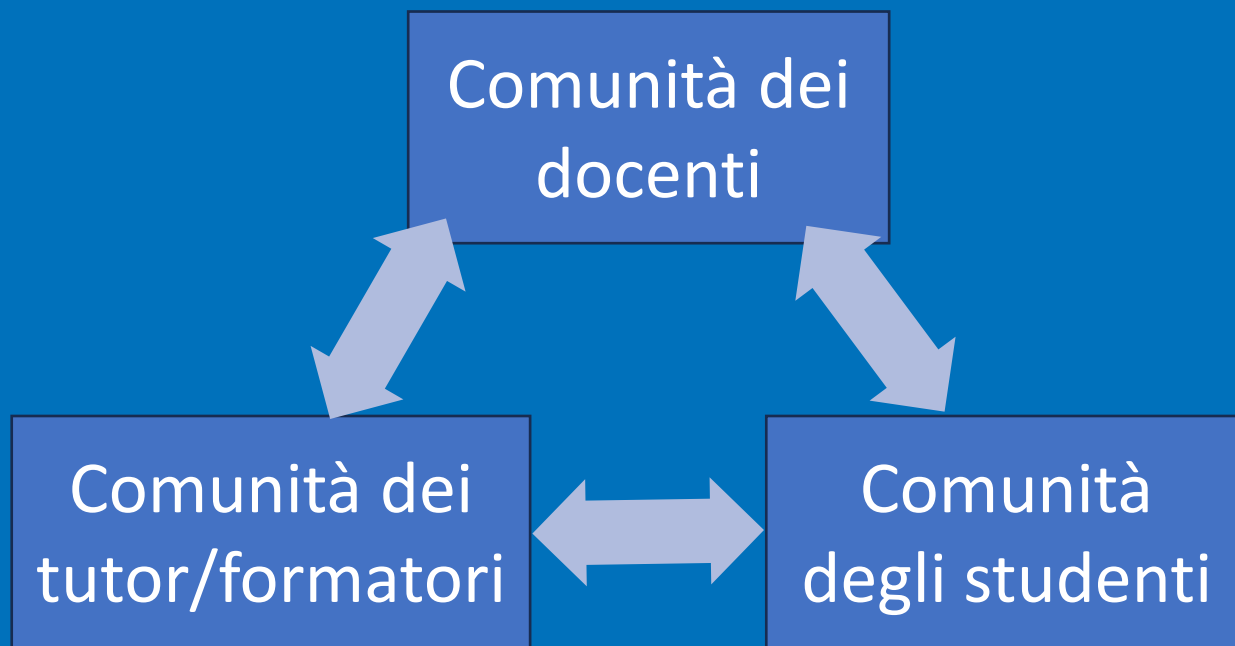 Comunità dei
docenti
Comunità dei
tutor/formatori
Comunità
degli studenti